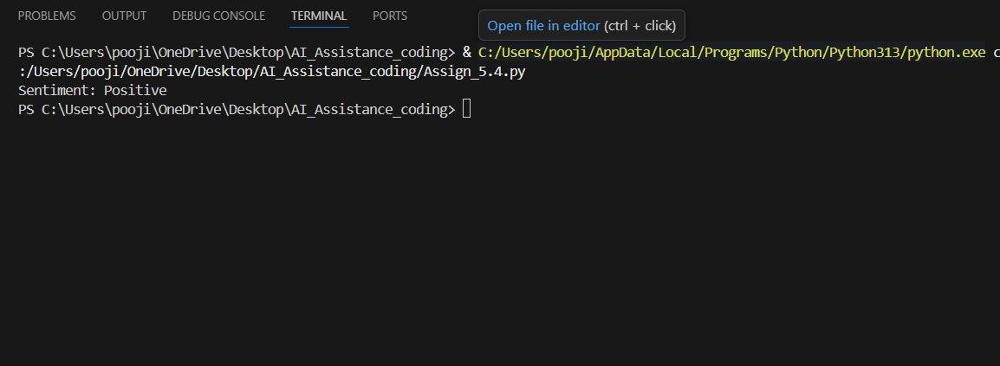 PROBLEMS OUTPUT DEBUG CONSOLE TERMINAL PORTS
Open file in editor (ctrl + click)
PS C:\Users\pooji\OneDrive\Desktop\AI_Assistance_coding> & C:/Users/pooji/AppData/Local/Programs/Python/Python313/python.exe c
:/Users/pooji/OneDrive/Desktop/AI_Assistance_coding/Assign_5.4.py
Sentiment: Positive
PS C:\Users\pooji\OneDrive\Desktop\AI_Assistance_coding>